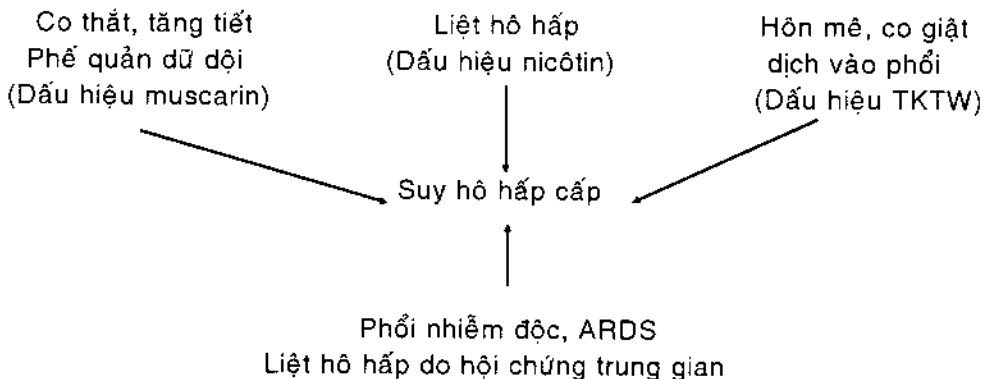 Co thắt, tăng tiết
Phế quản dữ dội
(Dấu hiệu muscarin)
Liệt hô hấp
(Dấu hiệu nicôtin)
Hôn mê, co giật
dịch vào phổi
(Dấu hiệu TKTW)
Suy hô hấp cấp
Phổi nhiễm độc, ARDS
Liệt hô hấp do hội chứng trung gian